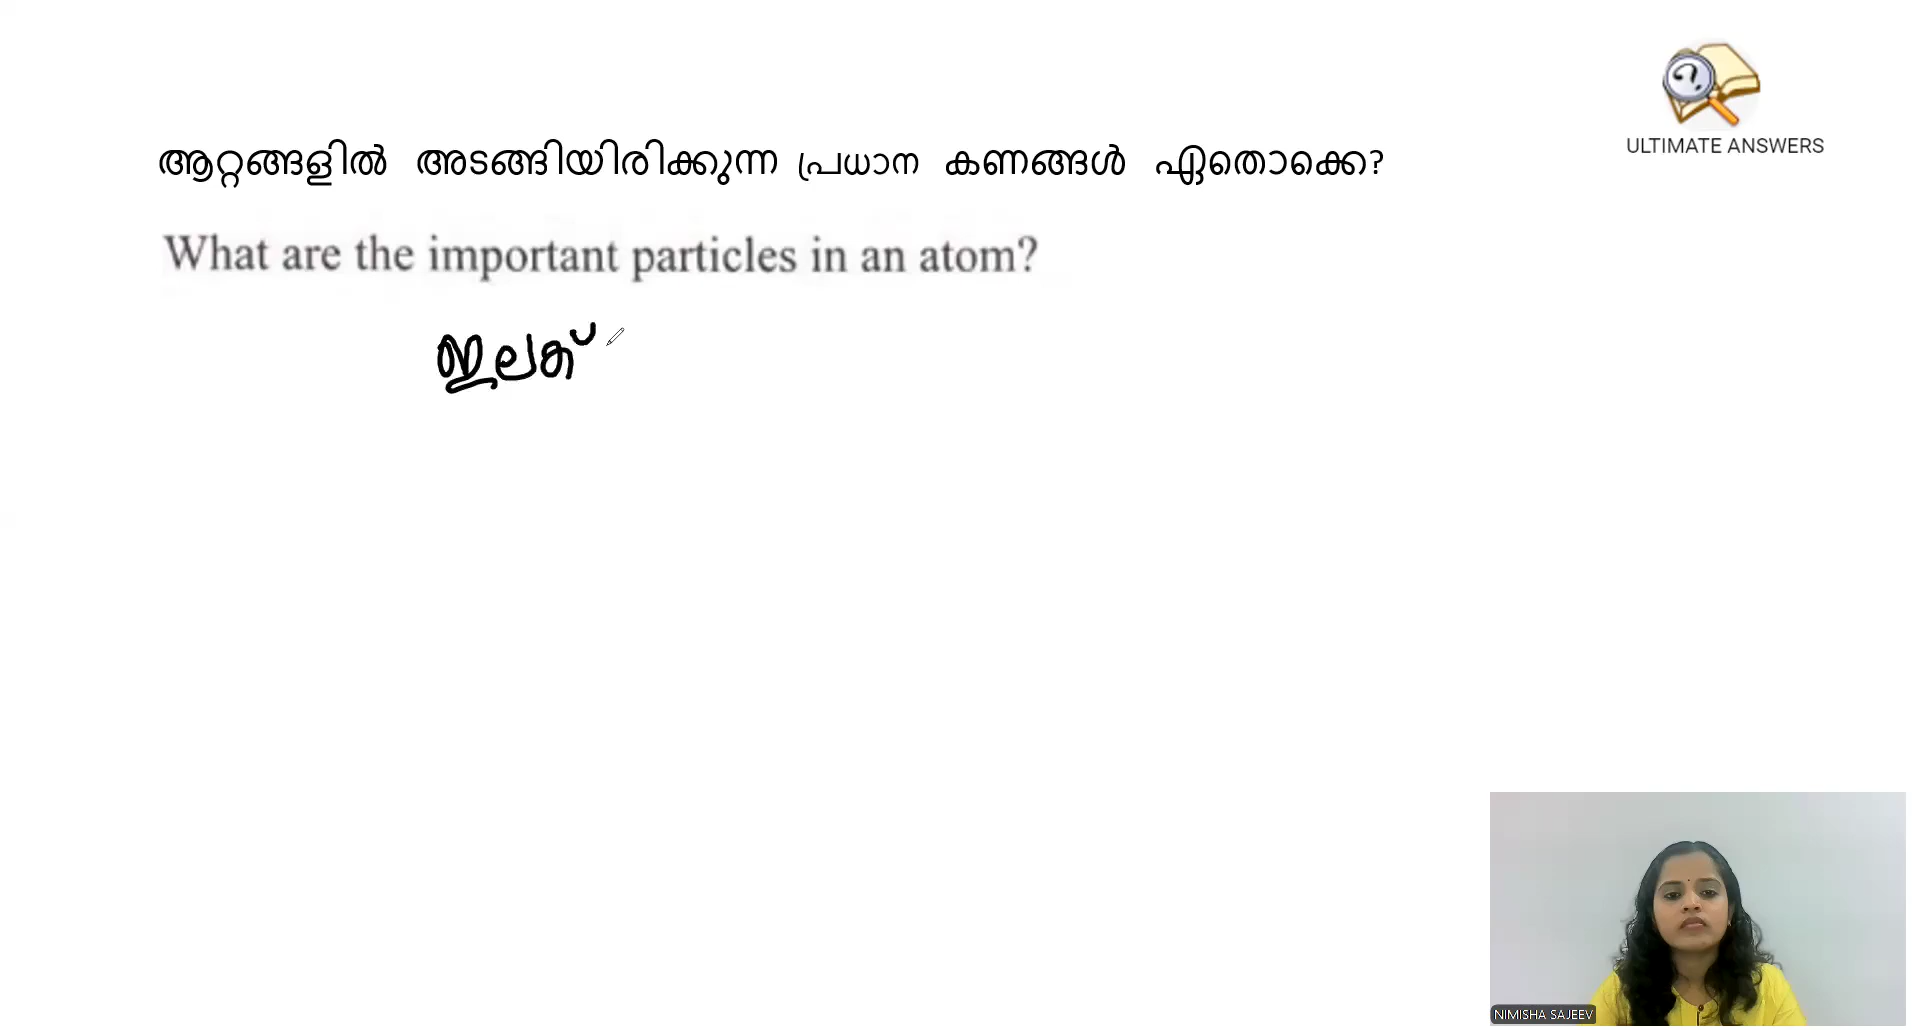 ULTIMATE ANSWERS
ആറ്റങ്ങളിൽ അടങ്ങിയിരിക്കുന്ന പ്രധാന കണങ്ങൾ ഏതൊക്കെ?
What are the important particles in an atom?
ഇലക്
NIMISHA SAJEEV